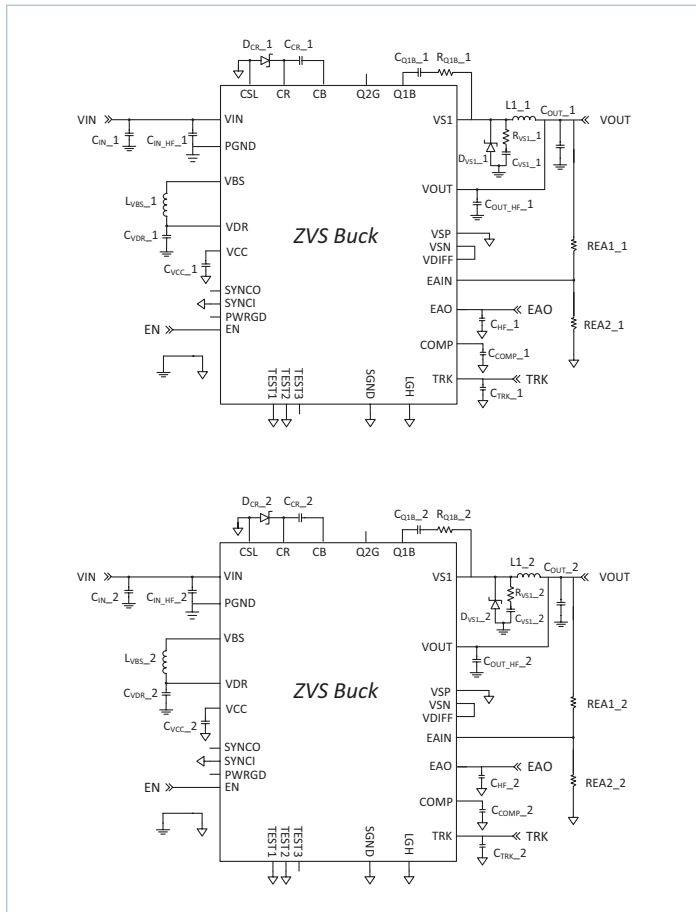 DCR_1 CCR_1
CQ1B_1 RQ1B_1
CSL CR CB Q2G Q1B
VIN VIN VS1 L1_1 COUT_1 VOUT
CIN_1 CIN_HF_1 PGND RVS1_1
DVS1_1 CVS1_1
VBS VOUT
LVBS_1 COUT_HF_1
VDR
CVDR_1 ZVS Buck VSP
VCC VSN
CVCC_1 VDIFF REA1_1
EAIN
SYNCO
SYNCI EAO EAO
PWRGD CHF_1 REA2_1
EN EN
COMP
CCOMP_1
TEST1 TEST2 TEST3 SGND LGH TRK TRK
CTRK_1
DCR_2 CCR_2
CQ1B_2 RQ1B_2
CSL CR CB Q2G Q1B
VIN VIN VS1 L1_2 COUT_2 VOUT
CIN_2 CIN_HF_2 PGND RVS1_2
DVS1_2 CVS1_2
VBS VOUT
LVBS_2 COUT_HF_2
VDR
CVDR_2 ZVS Buck VSP
VCC VSN
CVCC_2 VDIFF REA1_2
EAIN
SYNCO
SYNCI EAO EAO
PWRGD CHF_2 REA2_2
EN EN
COMP
CCOMP_2
TEST1 TEST2 TEST3 SGND LGH TRK TRK
CTRK_2